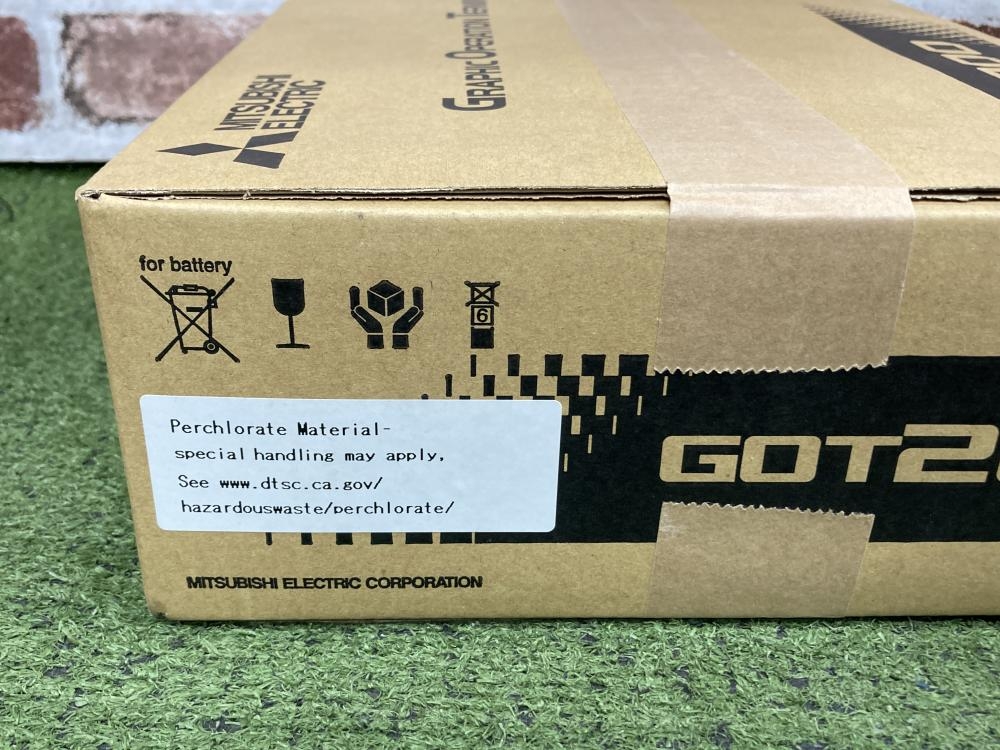 MITSUBISHI
ELECTRIC
GRAPHIC OPERATION
for battery
6
Perchlorate Material-
special handling may apply,
See www.dtsc.ca.gov/
hazardouswaste/perchlorate/
GOT2
MITSUBISHI ELECTRIC CORPORATION